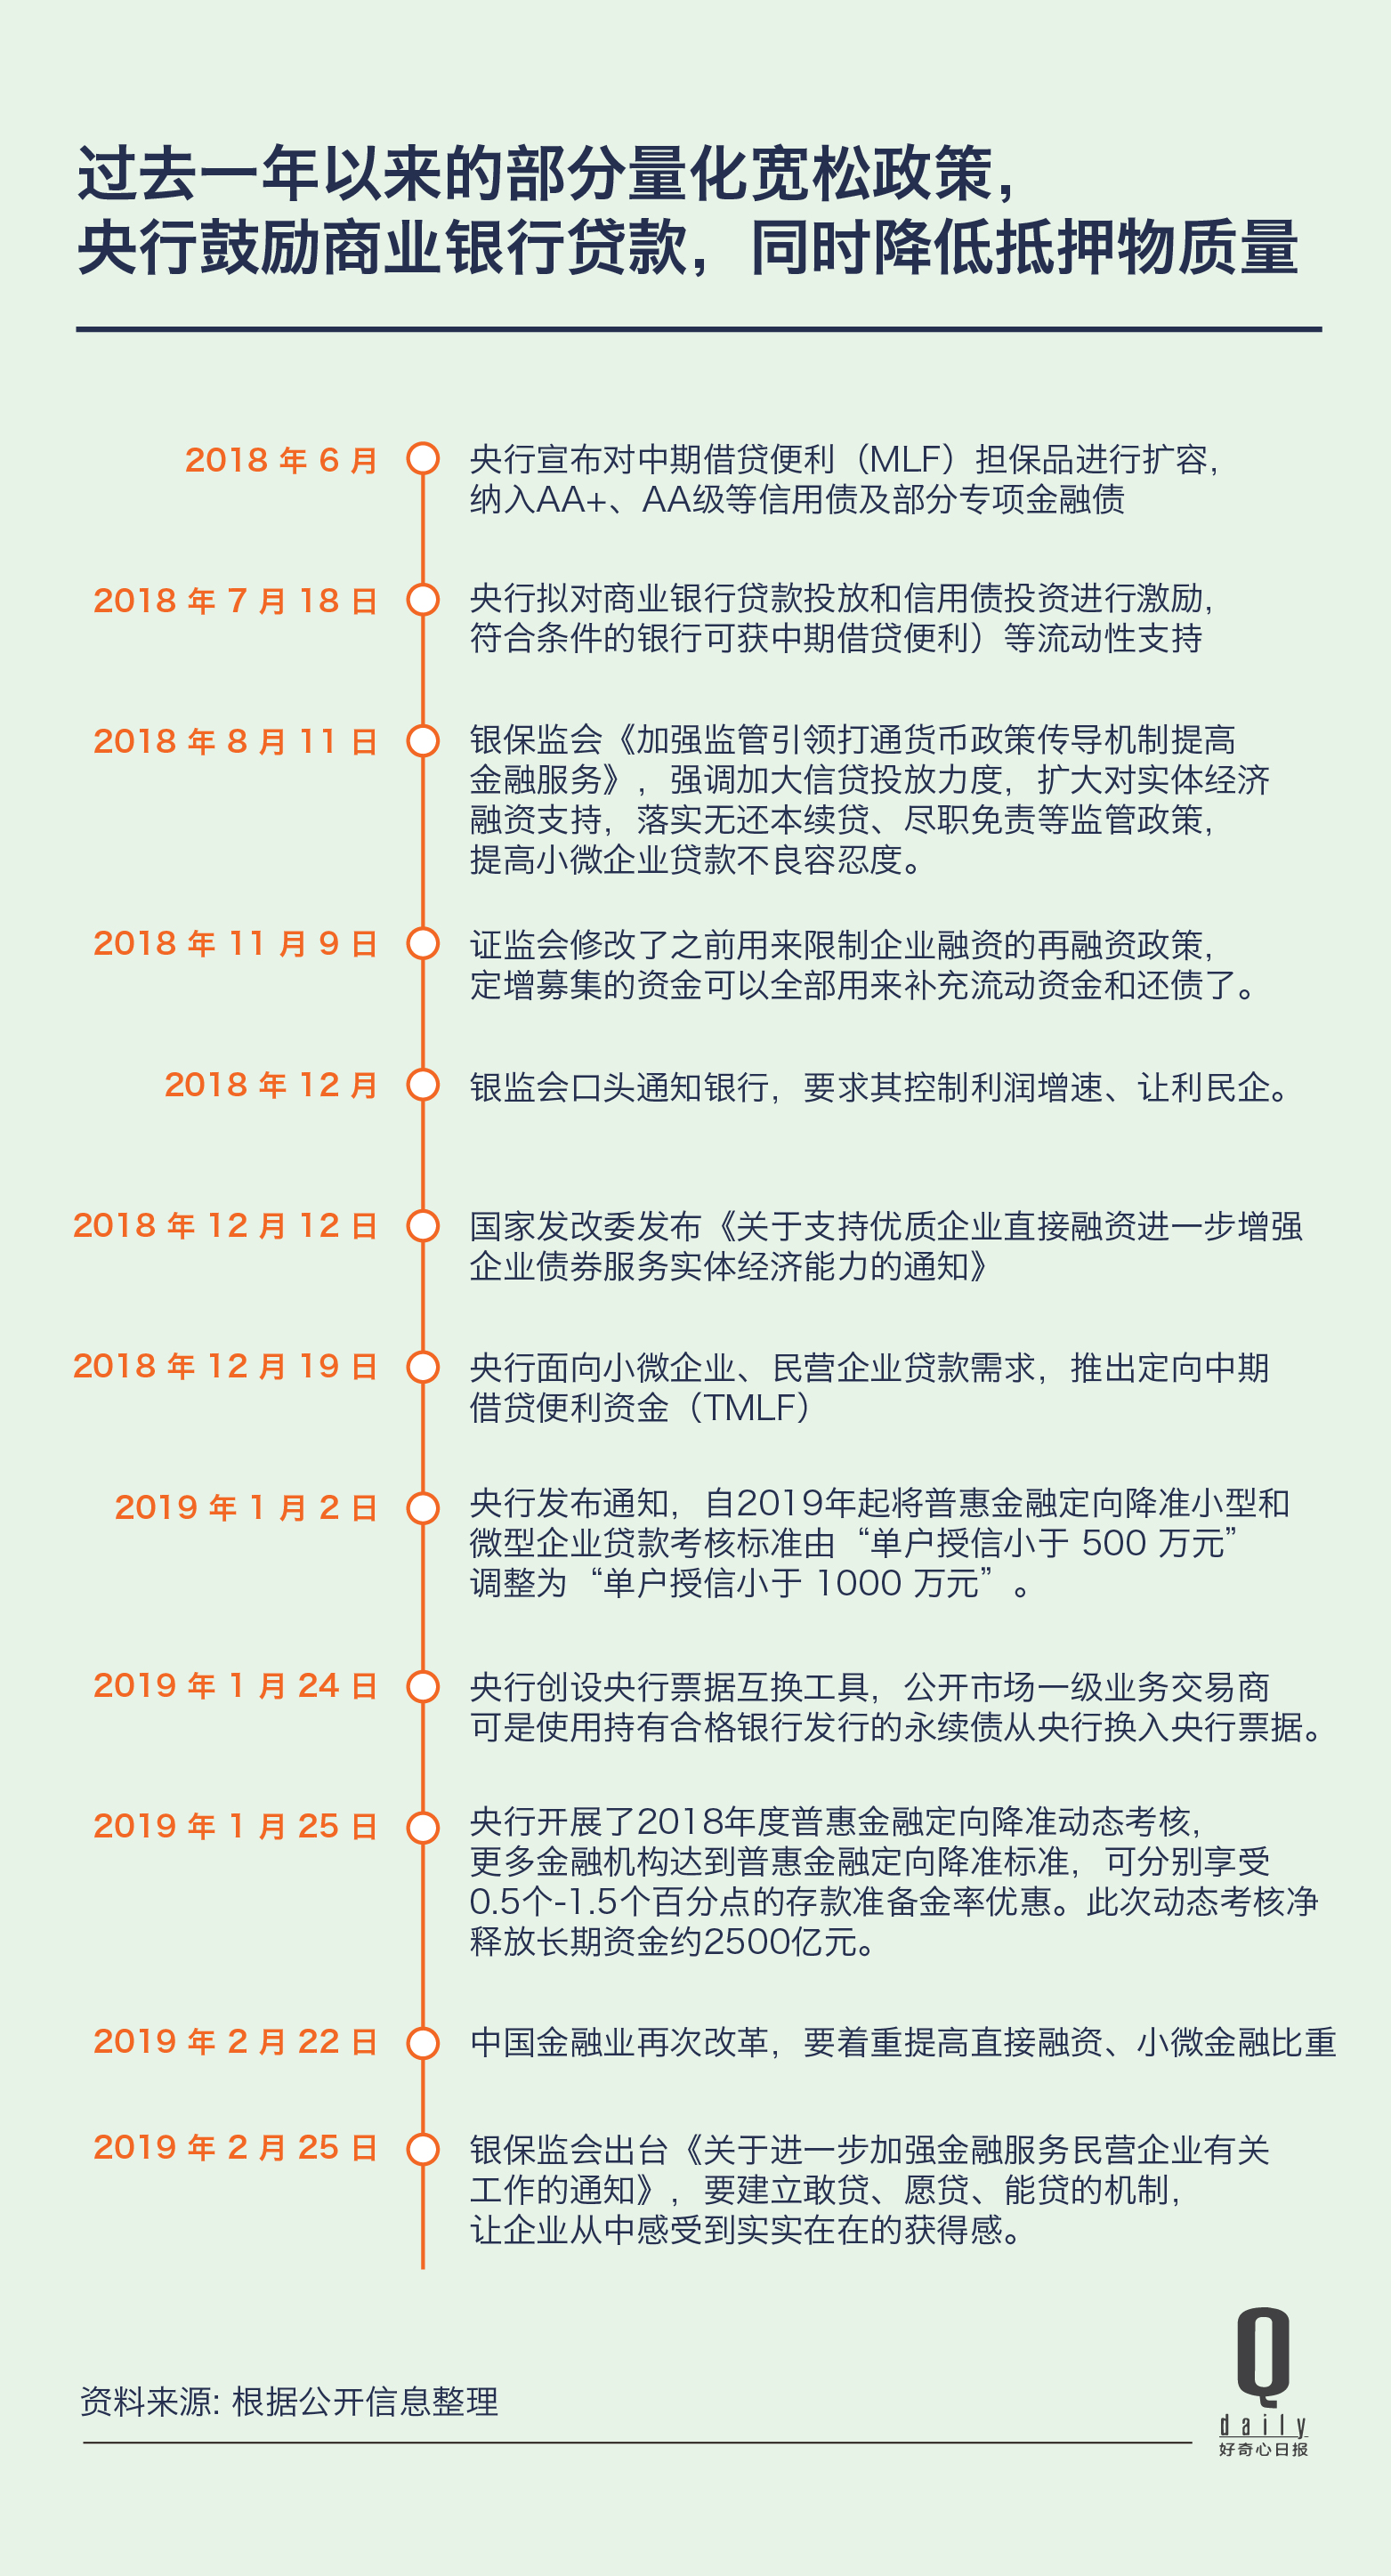 过去一年以来的部分量化宽松政策，
央行鼓励商业银行贷款，同时降低抵押物质量
2018 年 6 月
央行宣布对中期借贷便利（MLF）担保品进行扩容，
纳入AA+、AA级等信用债及部分专项金融债
2018 年 7 月 18 日
央行拟对商业银行贷款投放和信用债投资进行激励，
符合条件的银行可获中期借贷便利）等流动性支持
2018 年 8 月 11 日
银保监会《加强监管引领打通货币政策传导机制提高
金融服务》，强调加大信贷投放力度，扩大对实体经济
融资支持，落实无还本续贷、尽职免责等监管政策，
提高小微企业贷款不良容忍度。
2018 年 11 月 9 日
证监会修改了之前用来限制企业融资的再融资政策，
定增募集的资金可以全部用来补充流动资金和还债了。
2018 年 12 月
银监会口头通知银行，要求其控制利润增速、让利民企。
2018 年 12 月 12 日
国家发改委发布《关于支持优质企业直接融资进一步增强
企业债券服务实体经济能力的通知》
2018 年 12 月 19 日
央行面向小微企业、民营企业贷款需求，推出定向中期
借贷便利资金（TMLF）
2019 年 1 月 2 日
央行发布通知，自2019年起将普惠金融定向降准小型和
微型企业贷款考核标准由“单户授信小于 500 万元”
调整为“单户授信小于 1000 万元”。
2019 年 1 月 24 日
央行创设央行票据互换工具，公开市场一级业务交易商
可是使用持有合格银行发行的永续债从央行换入央行票据。
2019 年 1 月 25 日
央行开展了2018年度普惠金融定向降准动态考核，
更多金融机构达到普惠金融定向降准标准，可分别享受
0.5个-1.5个百分点的存款准备金率优惠。此次动态考核净
释放长期资金约2500亿元。
2019 年 2 月 22 日
中国金融业再次改革，要着重提高直接融资、小微金融比重
2019 年 2 月 25 日
银保监会出台《关于进一步加强金融服务民营企业有关
工作的通知》，要建立敢贷、愿贷、能贷的机制，
让企业从中感受到实实在在的获得感。
资料来源: 根据公开信息整理
Q
daily
好奇心日报